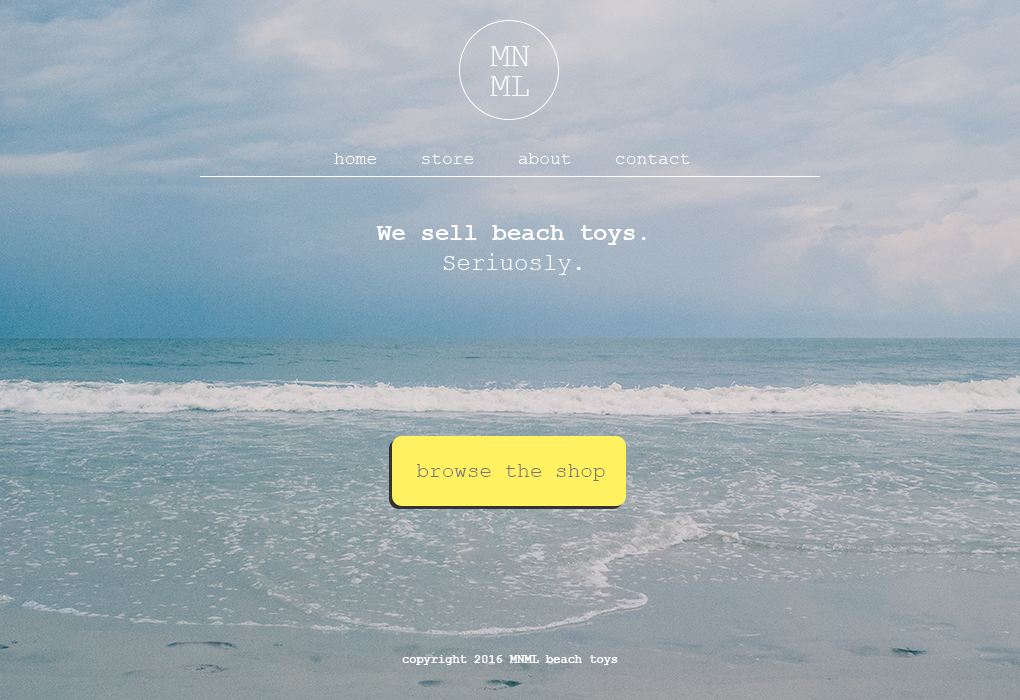 MN
ML
home store about contact
We sell beach toys.
Seriuosly.
browse the shop
copyright 2016 MNML beach toys